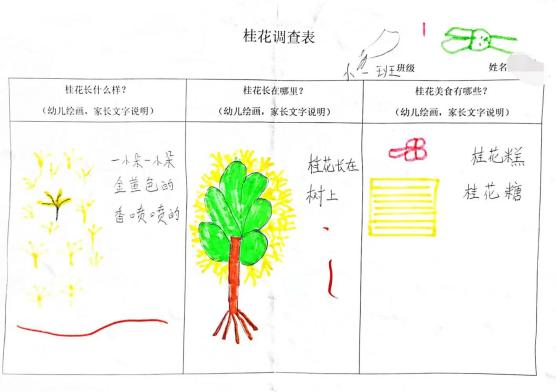 桂花调查表
小一班班级
姓名
桂花长什么样？
（幼儿绘画，家长文字说明）
桂花长在哪里？
（幼儿绘画，家长文字说明）
桂花美食有哪些？
（幼儿绘画，家长文字说明）
一小朵一小朵
金黄色的
香喷喷的
桂花长在
树上
桂花糕
桂花糖